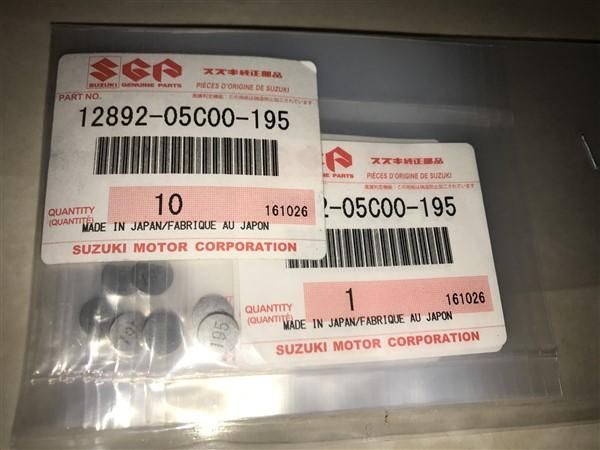 SGP
スズキ純正部品
SUZUKI GENUINE PARTS
PIÈCES D'ORIGINE DE SUZUKI
PART NO.
12892-05C00-195
QUANTITY
(QUANTITÉ)
10
161026
MADE IN JAPAN/FABRIQUE AU JAPON
SUZUKI MOTOR CORPORATION
スズキ純正部品
PARTS
PIÈCES D'ORIGINE DE SUZUKI
2-05C00-195
QUANTITY
(QUANTITÉ)
1
161026
MADE IN JAPAN/FABRIQUE AU JAPON
SUZUKI MOTOR CORPORATION
195
195